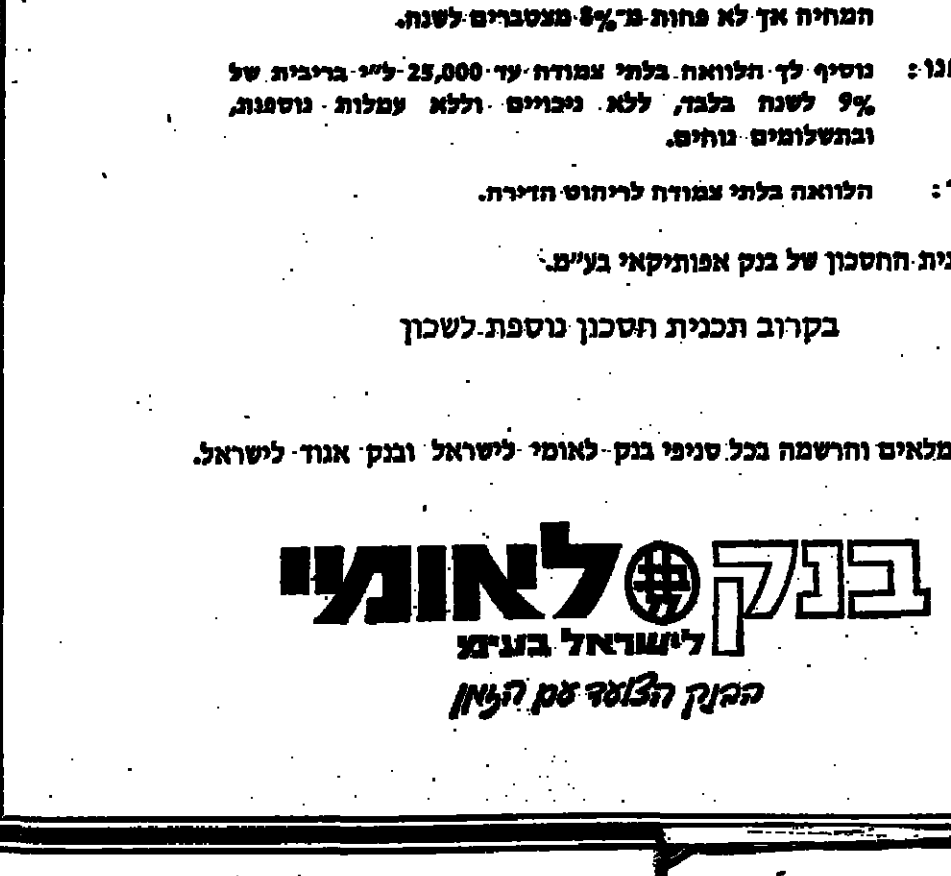 המחיה אך לא פחות מ־8% מצטברים לשנה.
נוסיף לך הלוואה בלתי צמודה עד 25,000 ל"י בריבית של
9% לשנה בלבד, ללא ניכויים וללא עמלות נוספות,
ובתשלומים נוחים.
הלוואה בלתי צמודה לריהוט הדירה.
החסכון של בנק אפותיקאי בע"מ.
בקרוב תכנית חסכון נוספת לשכון
והרשמה בכל סניפי בנק לאומי לישראל ובנק אגוד לישראל.
בנק לאומי
לישראל בע"מ
הבנק הצועד עם הזמן